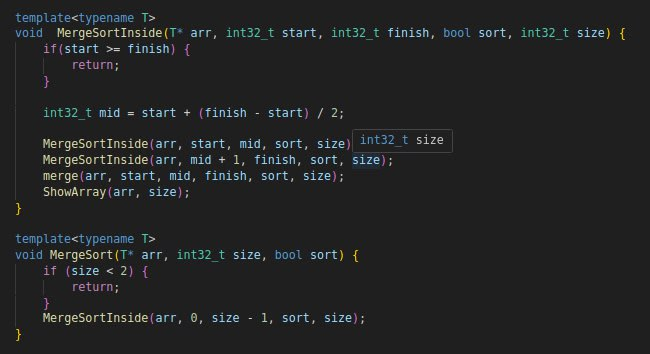 template<typename T>
void  MergeSortInside(T* arr, int32_t start, int32_t finish, bool sort, int32_t size) {
    if(start >= finish) {
        return;
    }

    int32_t mid = start + (finish - start) / 2;

    MergeSortInside(arr, start, mid, sort, size)
int32_t size
    MergeSortInside(arr, mid + 1, finish, sort, size);
    merge(arr, start, mid, finish, sort, size);
    ShowArray(arr, size);
}

template<typename T>
void MergeSort(T* arr, int32_t size, bool sort) {
    if (size < 2) {
        return;
    }
    MergeSortInside(arr, 0, size - 1, sort, size);
}